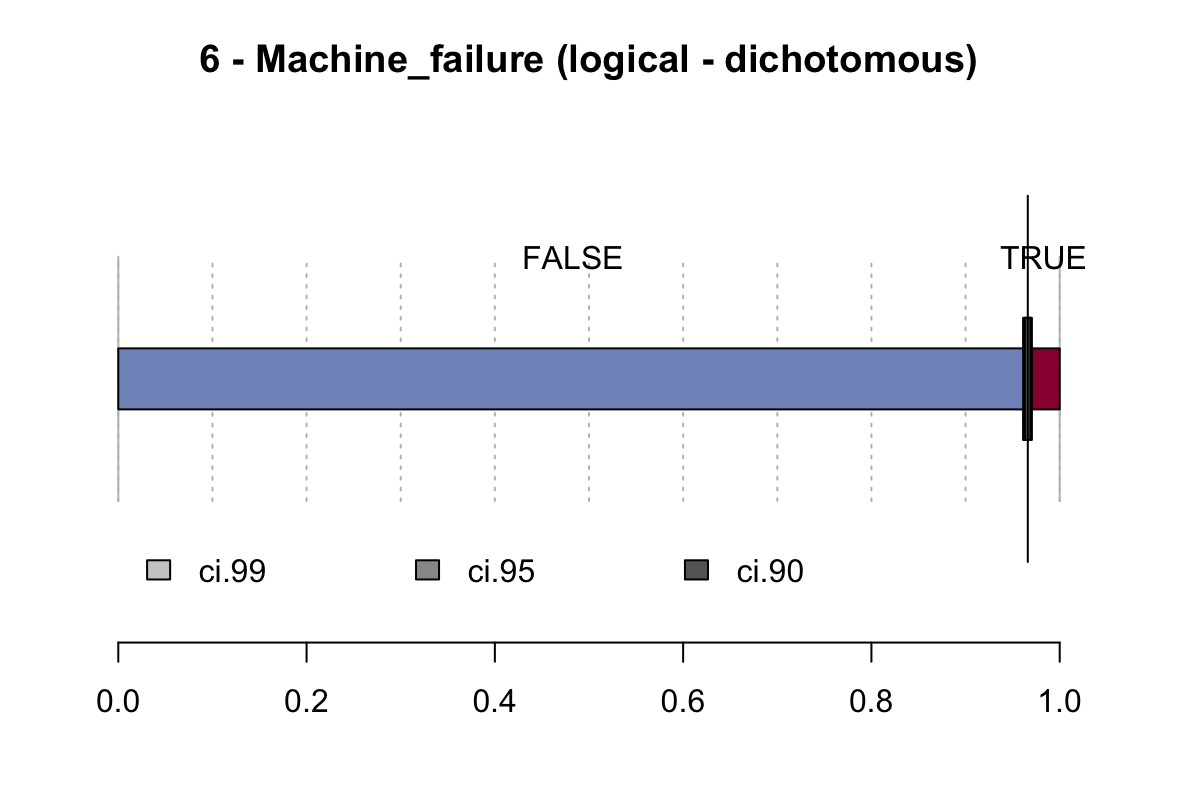 6 - Machine_failure (logical - dichotomous)
FALSE TRUE
ci.99 ci.95 ci.90
0.0 0.2 0.4 0.6 0.8 1.0